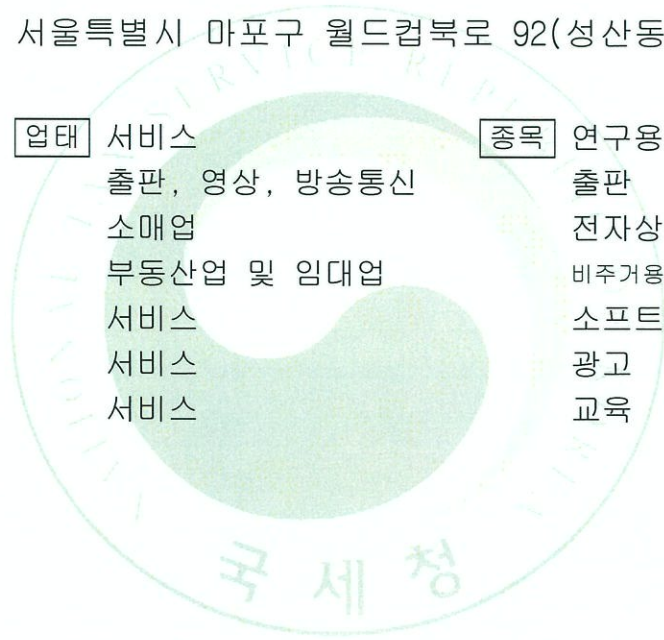 서울특별시 마포구 월드컵북로 92(성산동
업태 서비스 종목 연구용
출판, 영상, 방송통신 출판
소매업 전자상
부동산업 및 임대업 비주거용
서비스 소프트
서비스 광고
서비스 교육
국세청